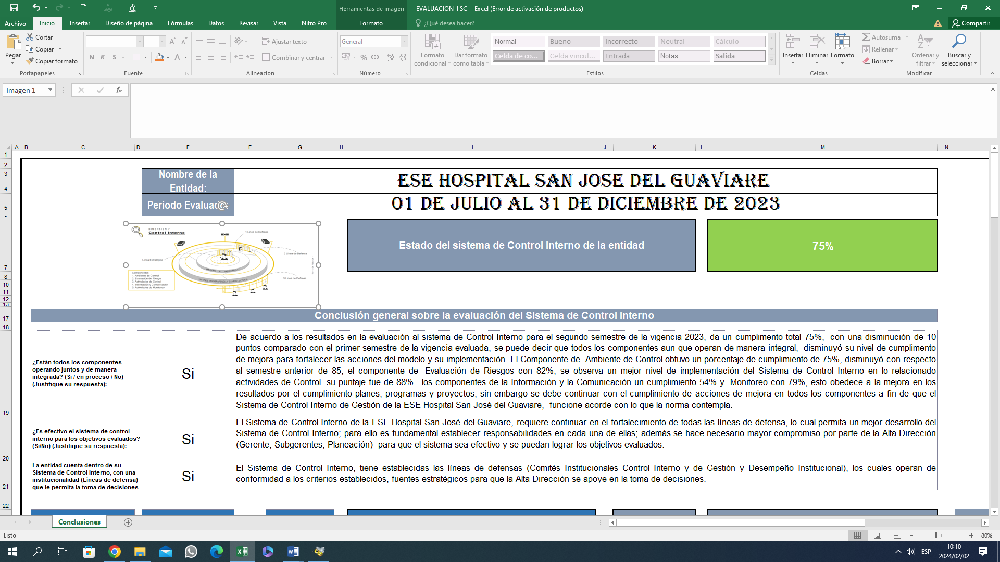 Herramientas de imagen
EVALUACION II SCI - Excel (Error de activación de productos)
Archivo
Inicio
Insertar
Diseño de página
Fórmulas
Datos
Revisar
Vista
Nitro Pro
Formato
¿Qué desea hacer?
Compartir
Pegar
Cortar
Copiar
Copiar formato
Portapapeles
N K S
A A
A
Fuente
Ajustar texto
Combinar y centrar
Alineación
General
% 000
Número
Formato condicional
Dar formato como tabla
Normal
Bueno
Incorrecto
Neutral
Cálculo
Celda de co...
Celda vincul...
Entrada
Notas
Salida
Estilos
Insertar
Eliminar
Formato
Celdas
Autosuma
Rellenar
Borrar
Ordenar y filtrar
Buscar y seleccionar
Modificar
Imagen 1
fx
A B C D E F G H I J K L M N
1
2
3
4
5
7
8
10
11
12
13
17
18
19
20
21
22
Nombre de la
Entidad:
ESE HOSPITAL SAN JOSE DEL GUAVIARE
Periodo Evaluad
01 DE JULIO AL 31 DE DICIEMBRE DE 2023
DIMENSIÓN 7
Control Interno
1 Línea de Defensa
2 Línea de Defensa
Línea Estratégica
3 Línea de Defensa
Componentes:
1. Ambiente de Control
2. Evaluación del Riesgo
3. Actividades de Control
4. Información y Comunicación
5. Actividades de Monitoreo
Estado del sistema de Control Interno de la entidad
75%
Conclusión general sobre la evaluación del Sistema de Control Interno
¿Están todos los componentes
operando juntos y de manera
integrada? (Si / en proceso / No)
(Justifique su respuesta):
Si
De acuerdo a los resultados en la evaluación al sistema de Control Interno para el segundo semestre de la vigencia 2023, da un cumplimento total 75%,  con una disminución de 10
puntos comparado con el primer semestre de la vigencia evaluada, se puede decir que todos los componentes aun que operan de manera integral,  disminuyó su nivel de cumplimento
de mejora para fortalecer las acciones del modelo y su implementación. El Componente de  Ambiente de Control obtuvo un porcentaje de cumplimiento de 75%, disminuyó con respecto
al semestre anterior de 85, el componente de  Evaluación de Riesgos con 82%, se observa un mejor nivel de implementación del Sistema de Control Interno en lo relacionado
actividades de Control  su puntaje fue de 88%.  los componentes de la Información y la Comunicación un cumplimiento 54% y  Monitoreo con 79%, esto obedece a la mejora en los
resultados por el cumplimiento planes, programas y proyectos; sin embargo se debe continuar con el cumplimiento de acciones de mejora en todos los componentes a fin de que el
Sistema de Control Interno de Gestiòn de la ESE Hospital San José del Guaviare,  funcione acorde con lo que la norma contempla.
¿Es efectivo el sistema de control
interno para los objetivos evaluados?
(Si/No) (Justifique su respuesta):
Si
El Sistema de Control Interno de la ESE Hospital San José del Guaviare, requiere continuar en el fortalecimiento de todas las líneas de defensa, lo cual permita un mejor desarrollo del
Sistema de Control Interno; para ello es fundamental establecer responsabilidades en cada una de ellas; además se hace necesario mayor compromiso por parte de la Alta Dirección
(Gerente, Subgerentes, Planeación)  para que el sistema sea efectivo y se puedan lograr los objetivos evaluados.
La entidad cuenta dentro de su
Sistema de Control Interno, con una
institucionalidad (Líneas de defensa)
que le permita la toma de decisiones
Si
El Sistema de Control Interno, tiene establecidas las líneas de defensas (Comités Institucionales Control Interno y de Gestión y Desempeño Institucional), los cuales operan de
conformidad a los criterios establecidos, fuentes estratégicos para que la Alta Dirección se apoye en la toma de decisiones.
Conclusiones
Listo
80%
ESP
10:10
2024/02/02